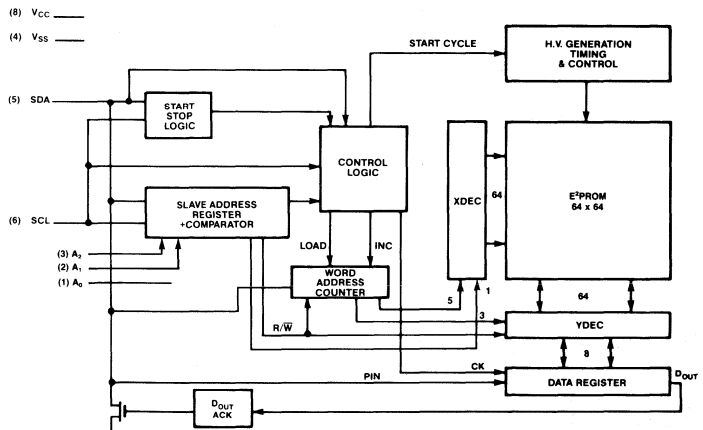 (8) VCC
(4) VSS
START CYCLE
H.V. GENERATION
TIMING
& CONTROL
(5) SDA
START
STOP
LOGIC
CONTROL
LOGIC
XDEC
64
E²PROM
64 x 64
(6) SCL
SLAVE ADDRESS
REGISTER
+COMPARATOR
(3) A2
(2) A1
(1) A0
LOAD
INC
WORD
ADDRESS
COUNTER
R/W̅
5
1
3
64
YDEC
8
CK
PIN
DATA REGISTER
DOUT
DOUT
ACK